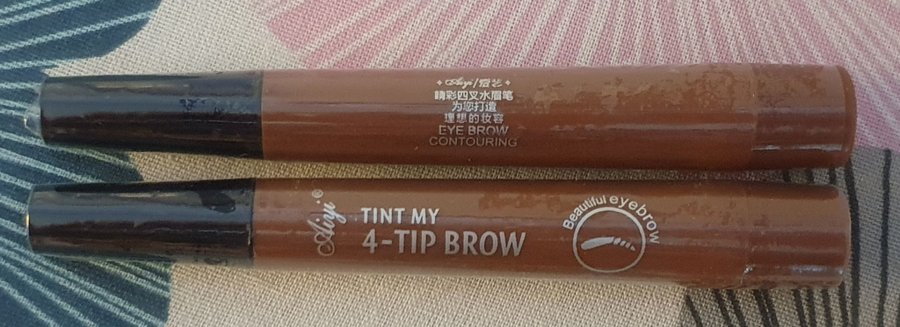 Aiyi/爱艺
精彩四叉水眉笔
为您打造
理想的妆容
EYE BROW
CONTOURING
Aiyi®
TINT MY
4-TIP BROW
Beautiful eyebrow